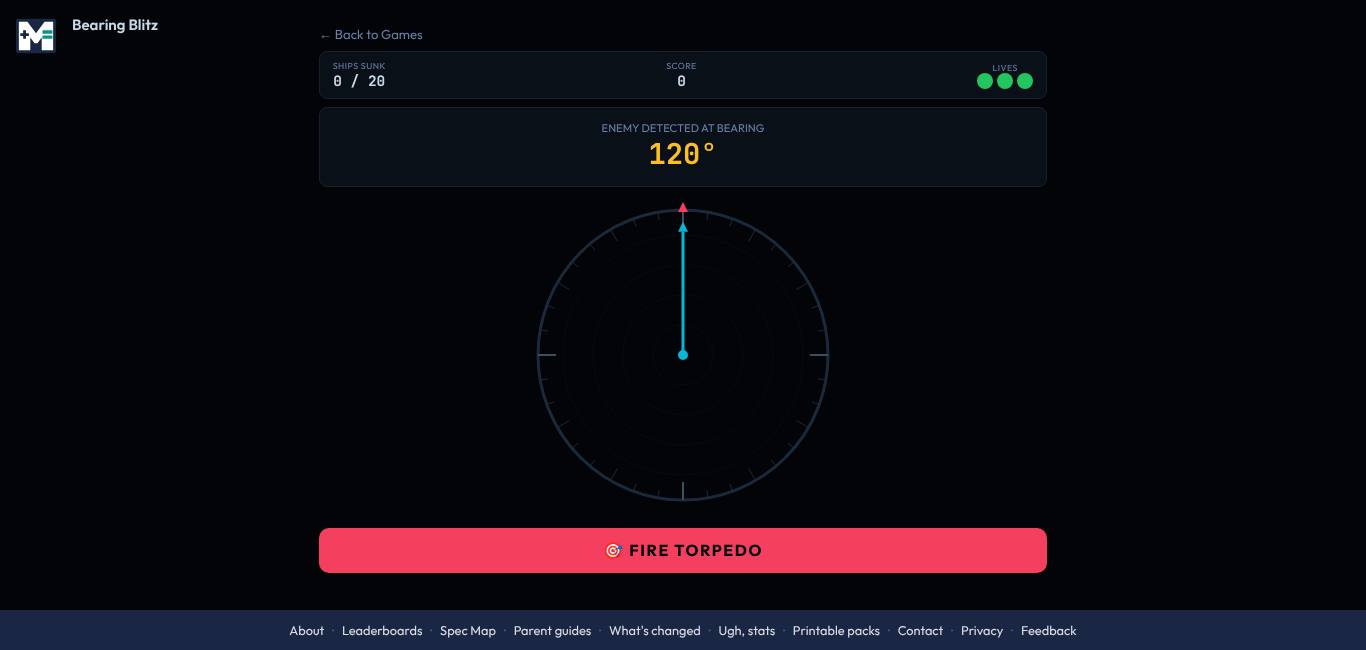 Bearing Blitz
← Back to Games
SHIPS SUNK
0 / 20
SCORE
0
LIVES
ENEMY DETECTED AT BEARING
120°
🎯 FIRE TORPEDO
About · Leaderboards · Spec Map · Parent guides · What's changed · Ugh, stats · Printable packs · Contact · Privacy · Feedback